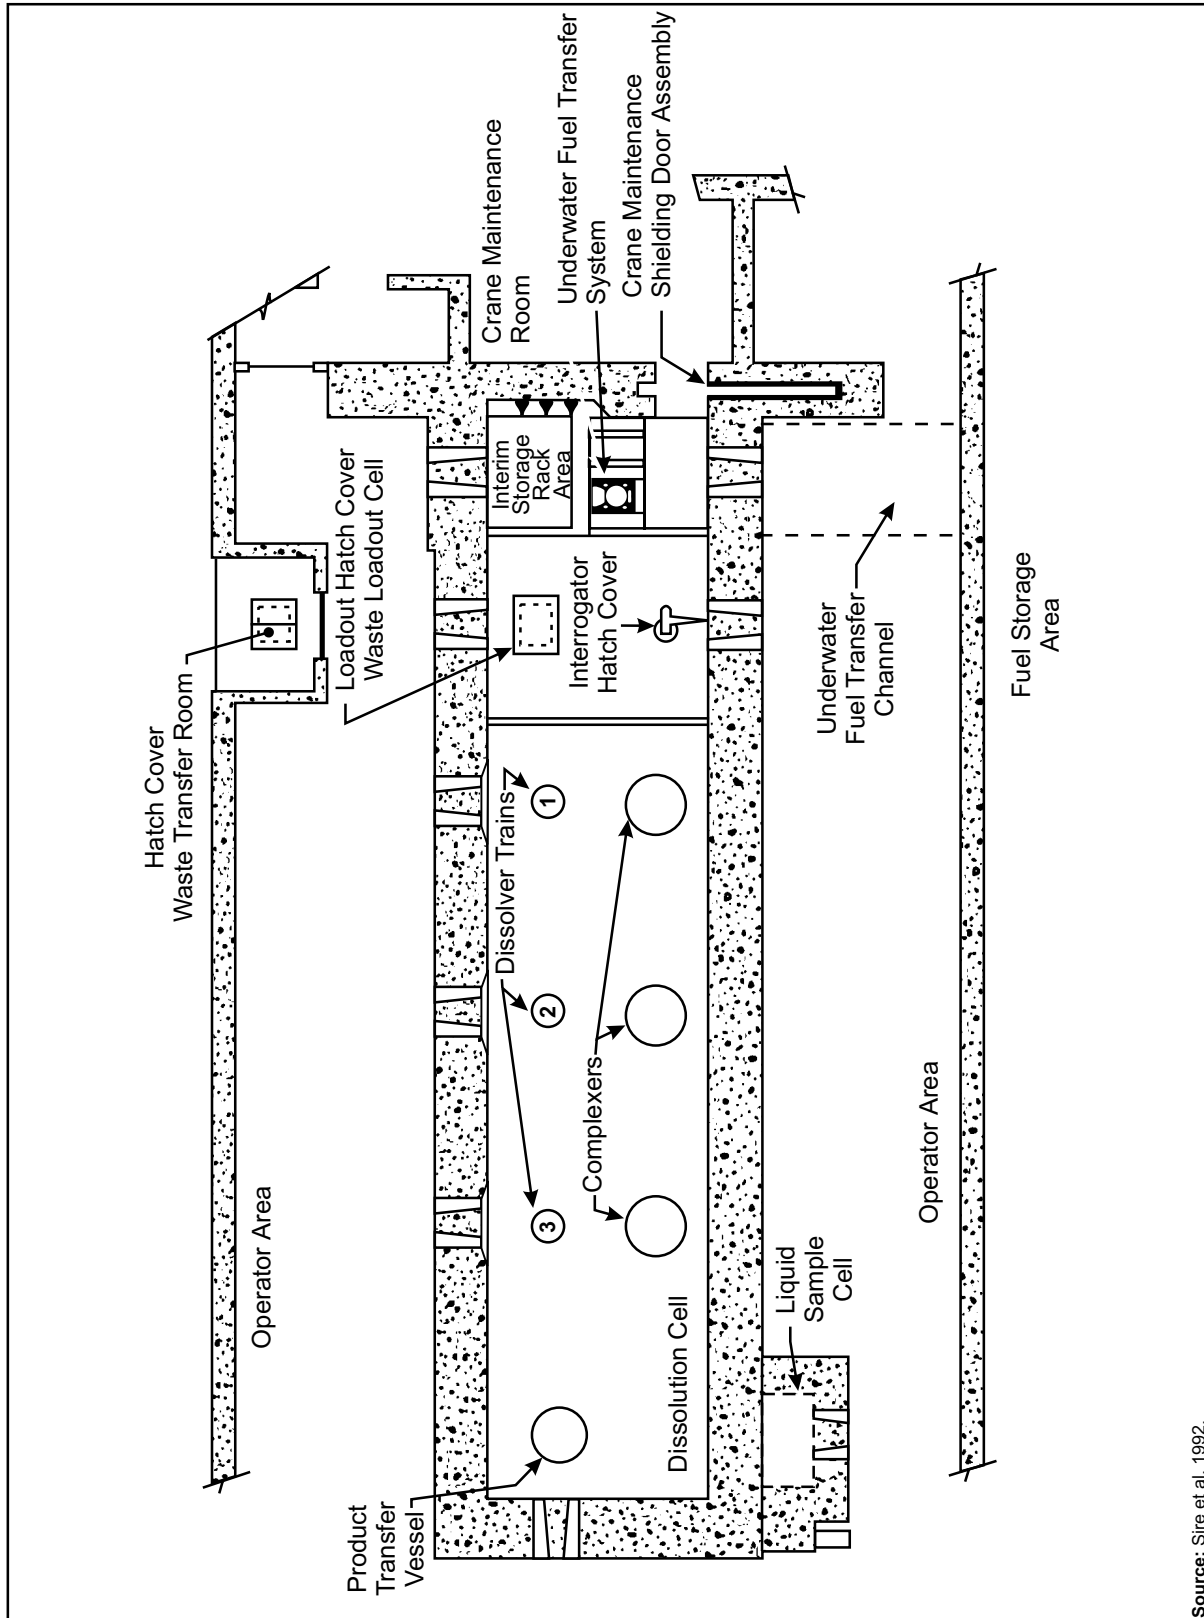 Hatch Cover
Waste Transfer Room
Loadout Hatch Cover
Waste Loadout Cell
Crane Maintenance
Room
Underwater Fuel Transfer
System
Crane Maintenance
Shielding Door Assembly
Operator Area
Product
Transfer
Vessel
Dissolver Trains
3
2
1
Interim
Storage
Rack
Area
Interrogator
Hatch Cover
Complexers
Dissolution Cell
Liquid
Sample
Cell
Underwater
Fuel Transfer
Channel
Operator Area
Fuel Storage
Area
Source: Sire et al. 1992.